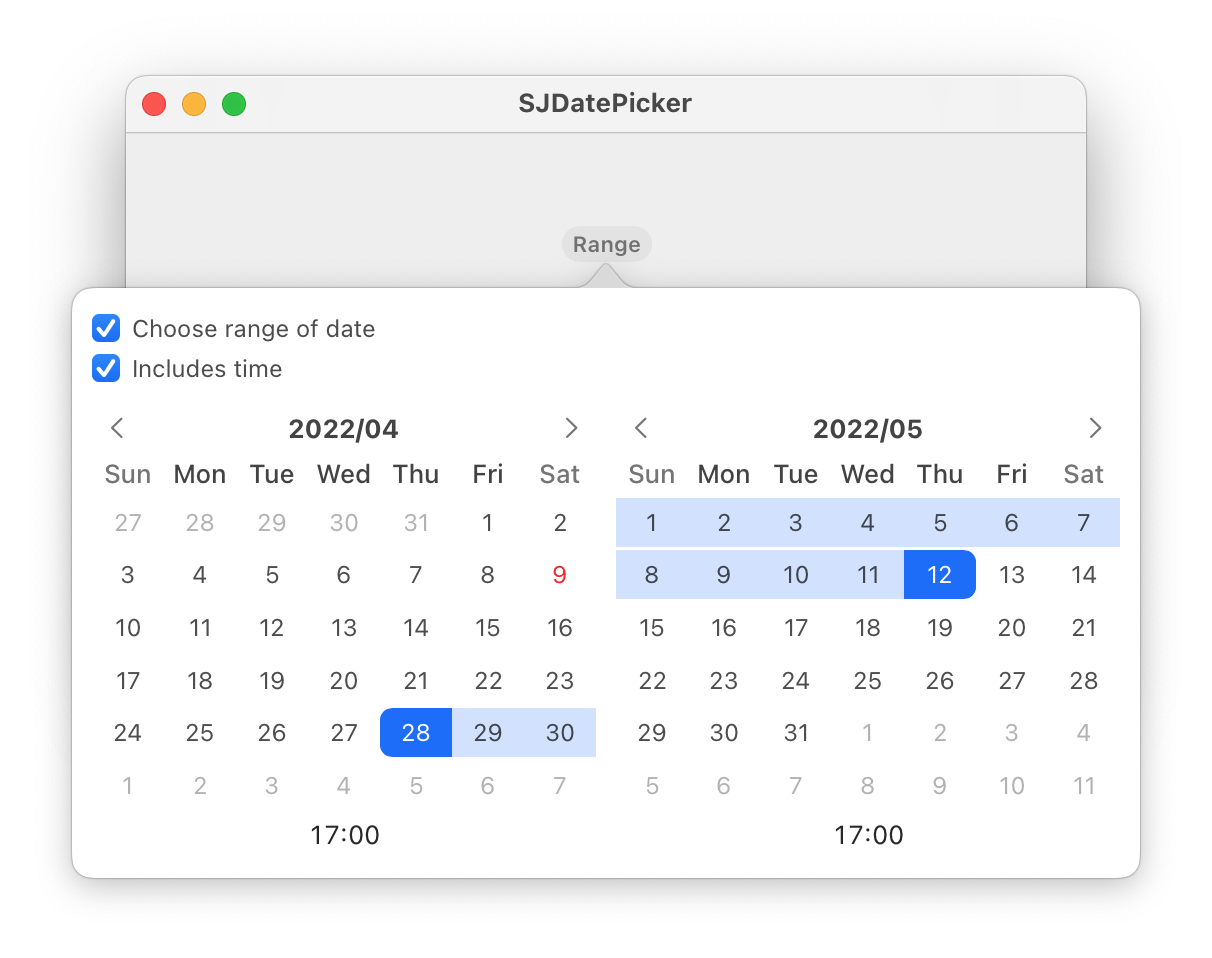 SJDatePicker
Range
Choose range of date
Includes time
2022/04
Sun Mon Tue Wed Thu Fri Sat
27 28 29 30 31 1 2
3 4 5 6 7 8 9
10 11 12 13 14 15 16
17 18 19 20 21 22 23
24 25 26 27 28 29 30
1 2 3 4 5 6 7
17:00
2022/05
Sun Mon Tue Wed Thu Fri Sat
1 2 3 4 5 6 7
8 9 10 11 12 13 14
15 16 17 18 19 20 21
22 23 24 25 26 27 28
29 30 31 1 2 3 4
5 6 7 8 9 10 11
17:00